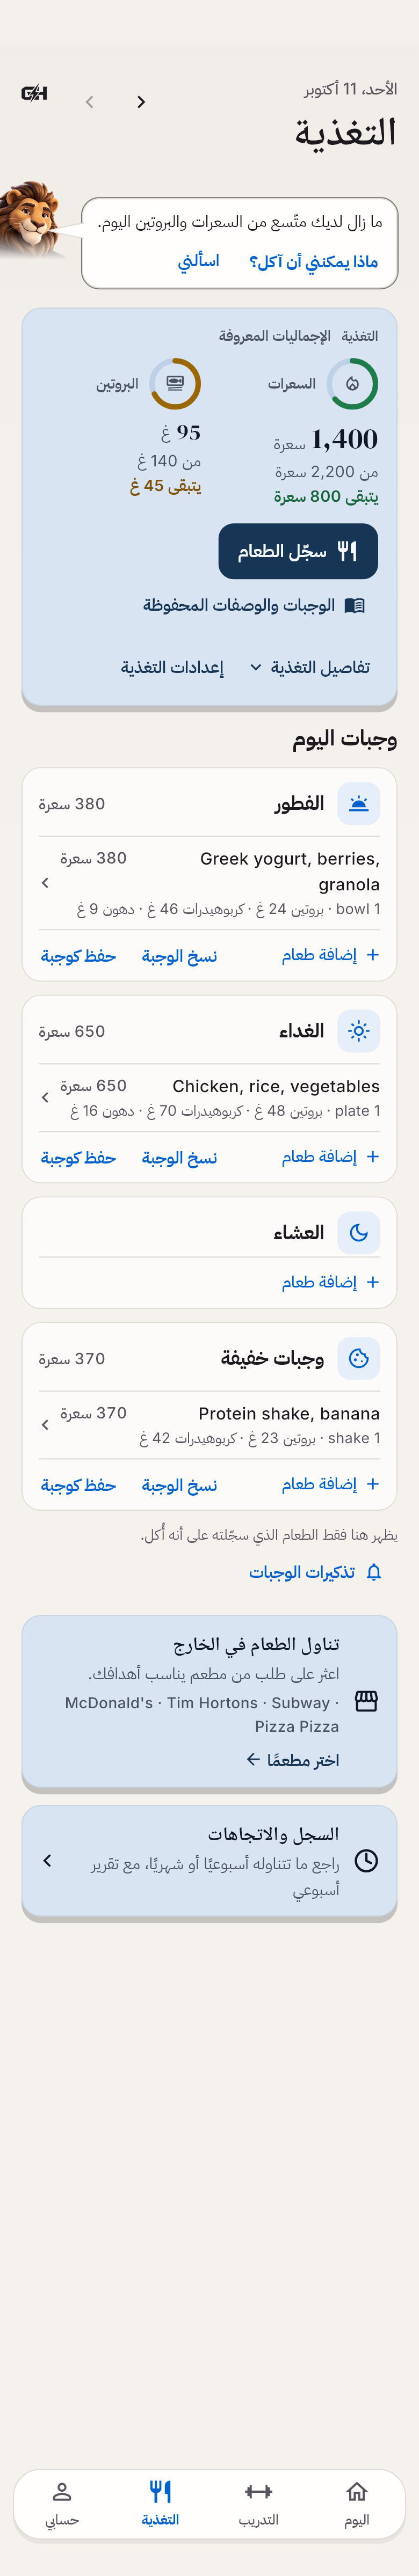 الأحد، 11 أكتوبر
GH
التغذية
ما زال لديك متّسع من السعرات والبروتين اليوم.
ماذا يمكنني أن آكل؟ اسألني
التغذية الإجماليات المعروفة
السعرات
1,400 سعرة
من 2,200 سعرة
يتبقى 800 سعرة
البروتين
95 غ
من 140 غ
يتبقى 45 غ
سجّل الطعام
الوجبات والوصفات المحفوظة
تفاصيل التغذية إعدادات التغذية
وجبات اليوم
الفطور 380 سعرة
Greek yogurt, berries, 380 سعرة
granola
1 bowl · بروتين 24 غ · كربوهيدرات 46 غ · دهون 9 غ
إضافة طعام نسخ الوجبة حفظ كوجبة
الغداء 650 سعرة
Chicken, rice, vegetables 650 سعرة
1 plate · بروتين 48 غ · كربوهيدرات 70 غ · دهون 16 غ
إضافة طعام نسخ الوجبة حفظ كوجبة
العشاء
إضافة طعام
وجبات خفيفة 370 سعرة
Protein shake, banana 370 سعرة
1 shake · بروتين 23 غ · كربوهيدرات 42 غ
إضافة طعام نسخ الوجبة حفظ كوجبة
يظهر هنا فقط الطعام الذي سجّلته على أنه أُكل.
تذكيرات الوجبات
تناول الطعام في الخارج
اعثر على طلب من مطعم يناسب أهدافك.
McDonald's · Tim Hortons · Subway ·
Pizza Pizza
اختر مطعمًا ←
السجل والاتجاهات
راجع ما تتناوله أسبوعيًا أو شهريًا، مع تقرير
أسبوعي
اليوم التدريب التغذية حسابي